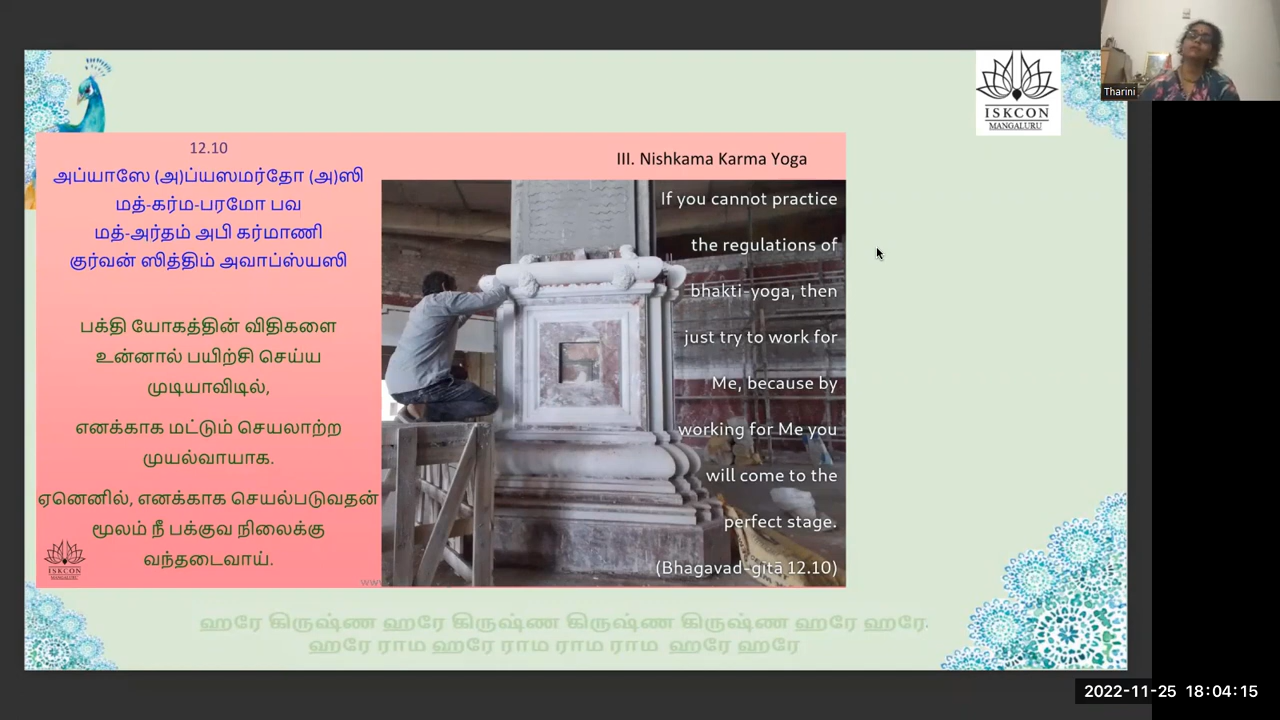 Tharini
ISKCON
MANGALURU
12.10
அப்யாஸே (அ)ப்யஸமர்தோ (அ)ஸி
மத்-கர்ம-பரமோ பவ
மத்-அர்தம் அபி கர்மாணி
குர்வன் ஸித்திம் அவாப்ஸ்யஸி
பக்தி யோகத்தின் விதிகளை
உன்னால் பயிற்சி செய்ய
முடியாவிடில்,
எனக்காக மட்டும் செயலாற்ற
முயல்வாயாக.
ஏனெனில், எனக்காக செயல்படுவதன்
மூலம் நீ பக்குவ நிலைக்கு
வந்தடைவாய்.
ISKCON
MANGALURU
III. Nishkama Karma Yoga
If you cannot practice
the regulations of
bhakti-yoga, then
just try to work for
Me, because by
working for Me you
will come to the
perfect stage.
(Bhagavad-gitā 12.10)
ஹரே கிருஷ்ண ஹரே கிருஷ்ண கிருஷ்ண கிருஷ்ண ஹரே ஹரே.
ஹரே ராம ஹரே ராம ராம ராம ஹரே ஹரே
2022-11-25 18:04:15